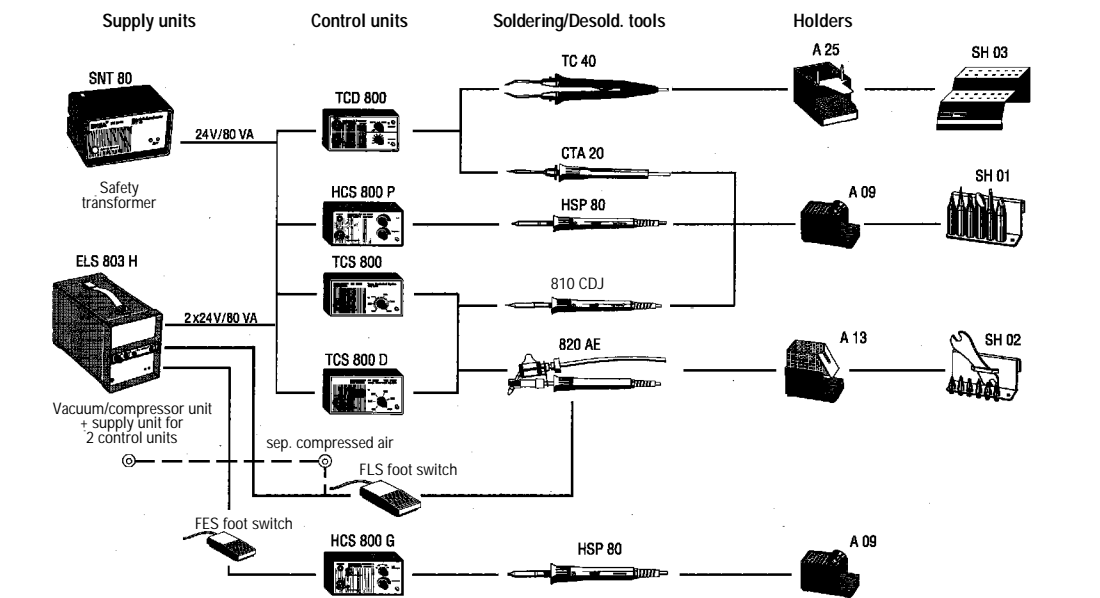 Supply units
Control units
Soldering/Desold. tools
Holders
SNT 80
Safety
transformer
24V/80 VA
TCD 800
TC 40
A 25
SH 03
CTA 20
HCS 800 P
HSP 80
A 09
SH 01
ELS 803 H
2x24V/80 VA
TCS 800
810 CDJ
TCS 800 D
820 AE
A 13
SH 02
Vacuum/compressor unit
+ supply unit for
2 control units
sep. compressed air
FLS foot switch
FES foot switch
HCS 800 G
HSP 80
A 09